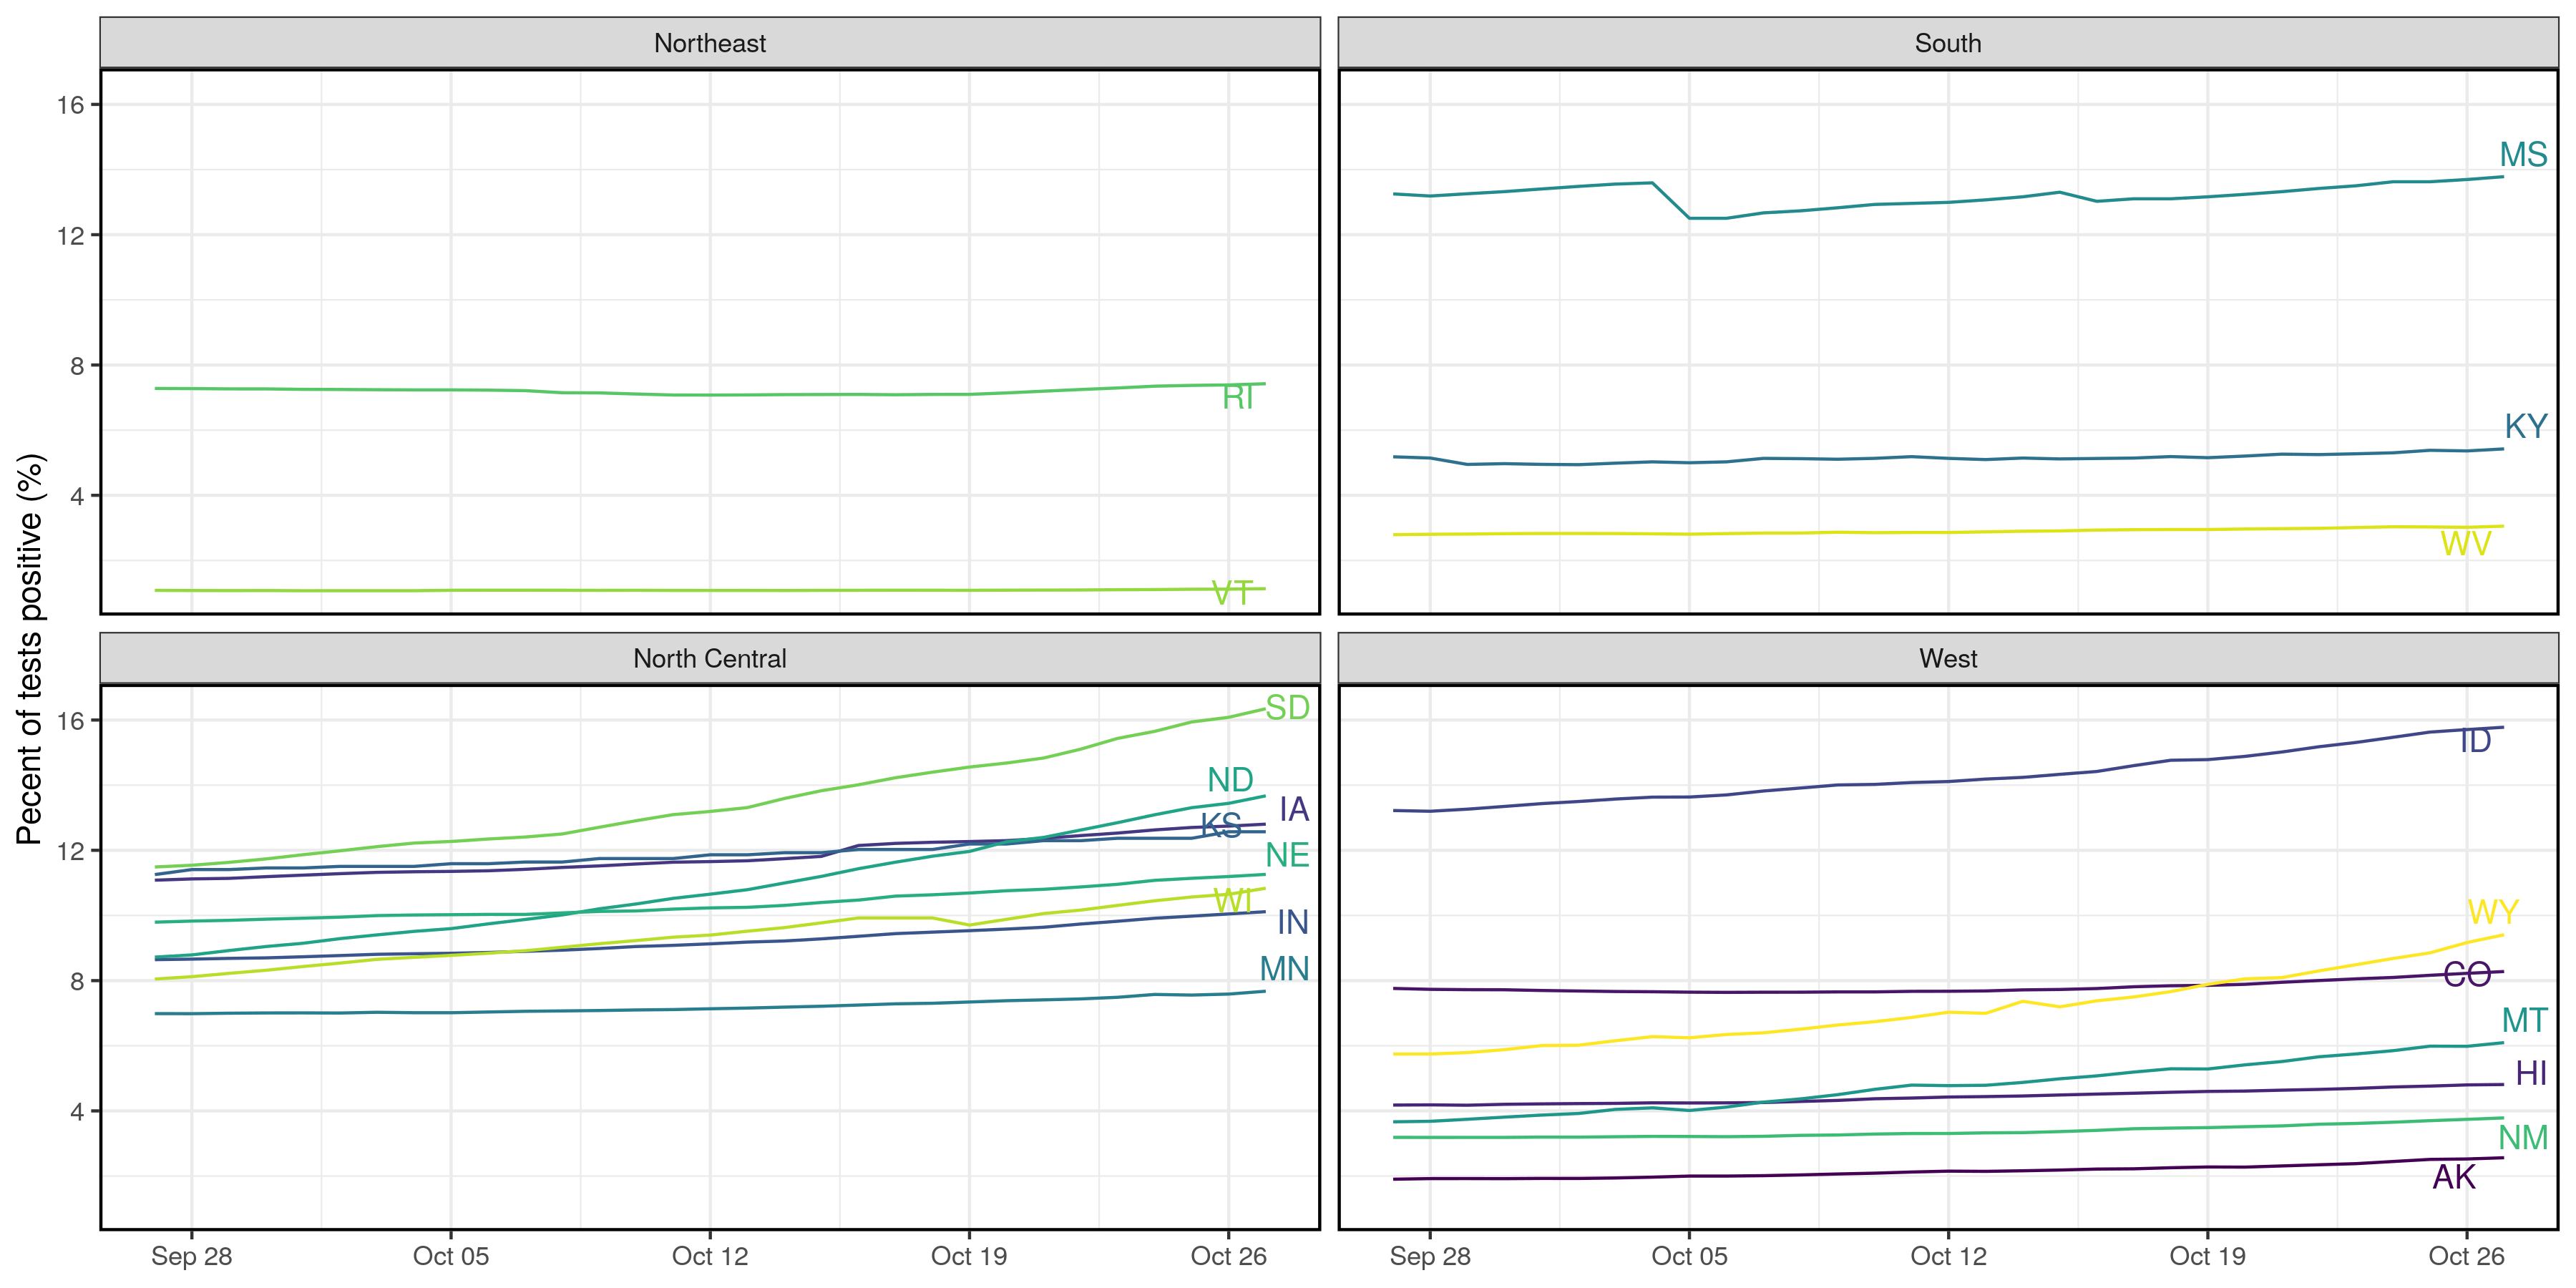 Northeast
South
Pecent of tests positive (%)
16
12
8
4
RI
VT
MS
KY
WV
North Central
West
16
12
8
4
SD
ND
IA
KS
NE
WI
IN
MN
ID
WY
CO
MT
HI
NM
AK
Sep 28 Oct 05 Oct 12 Oct 19 Oct 26
Sep 28 Oct 05 Oct 12 Oct 19 Oct 26